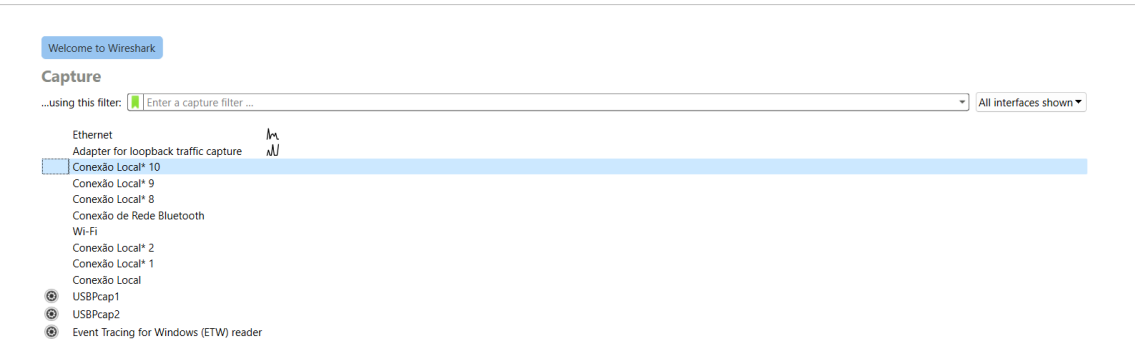 Welcome to Wireshark
Capture
...using this filter: Enter a capture filter ... All interfaces shown
Ethernet
Adapter for loopback traffic capture
Conexão Local* 10
Conexão Local* 9
Conexão Local* 8
Conexão de Rede Bluetooth
Wi-Fi
Conexão Local* 2
Conexão Local* 1
Conexão Local
USBPcap1
USBPcap2
Event Tracing for Windows (ETW) reader